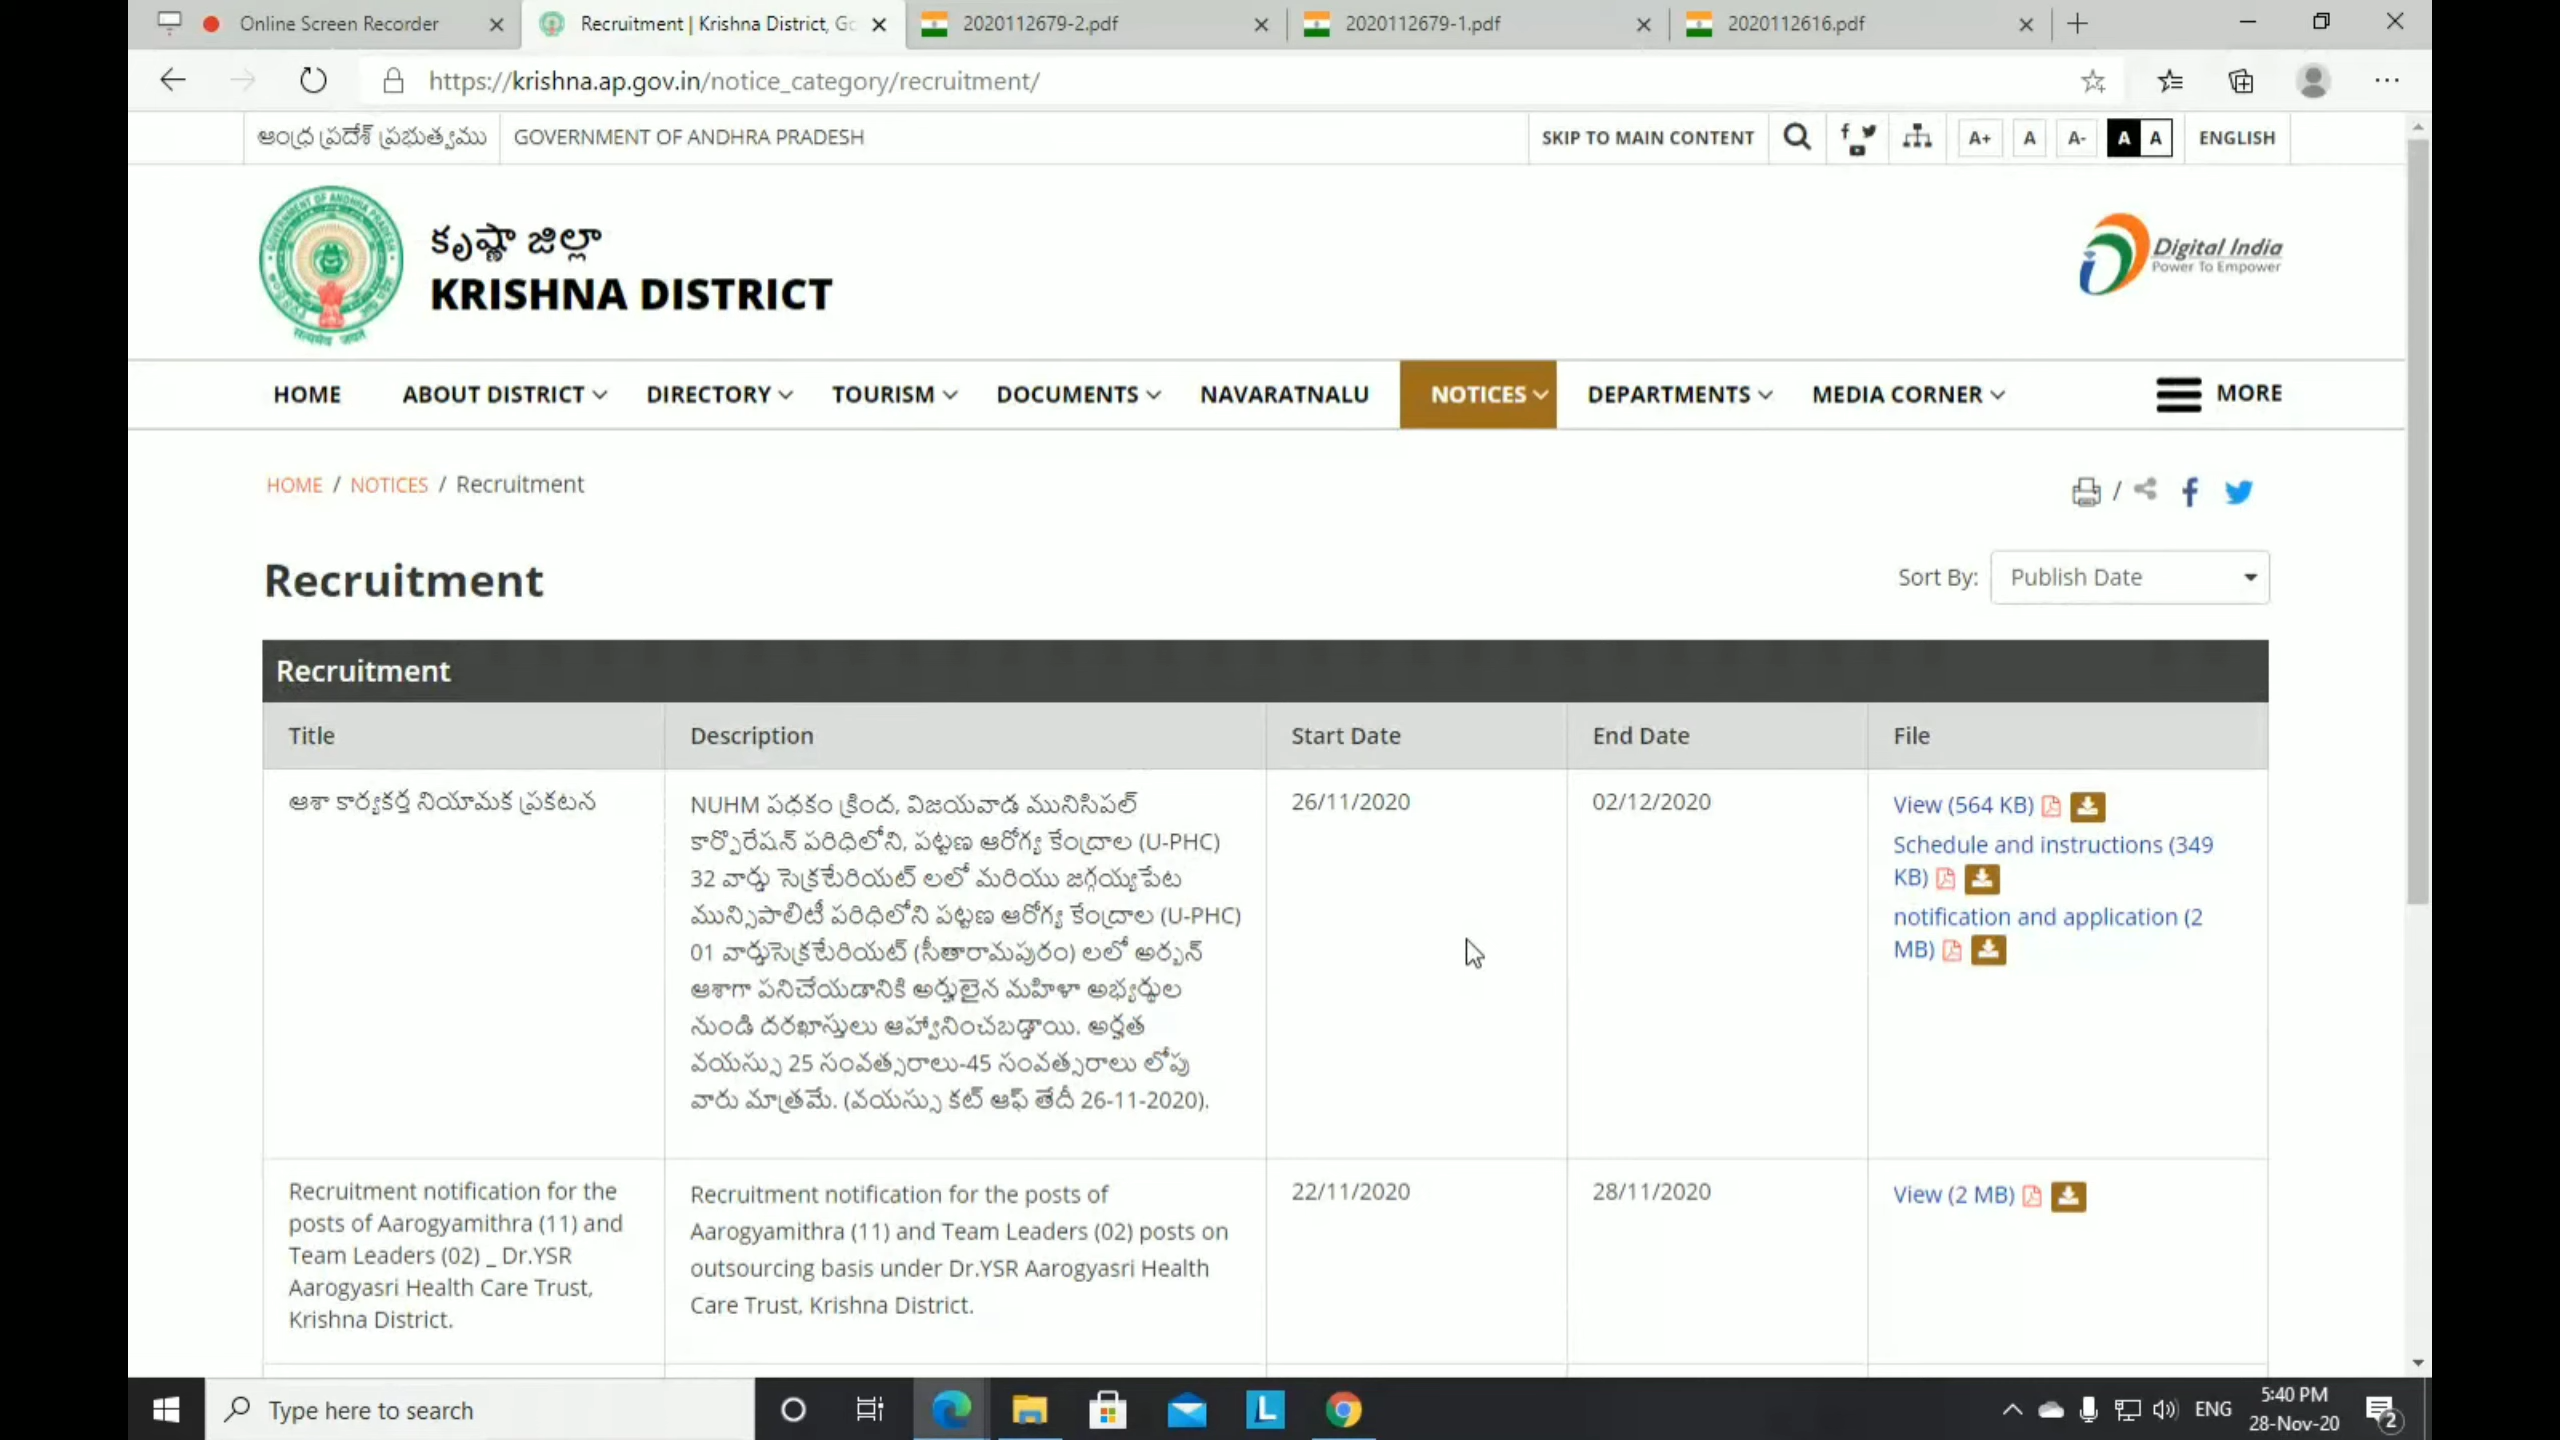 Online Screen Recorder
Recruitment | Krishna District, Go
2020112679-2.pdf
2020112679-1.pdf
2020112616.pdf
https://krishna.ap.gov.in/notice_category/recruitment/
ఆంధ్ర ప్రదేశ్ ప్రభుత్వము GOVERNMENT OF ANDHRA PRADESH
SKIP TO MAIN CONTENT
A+ A A- A A ENGLISH
కృష్ణా జిల్లా
KRISHNA DISTRICT
Digital India
Power To Empower
HOME ABOUT DISTRICT DIRECTORY TOURISM DOCUMENTS NAVARATNALU NOTICES DEPARTMENTS MEDIA CORNER MORE
HOME / NOTICES / Recruitment
Recruitment
Sort By: Publish Date
Recruitment
Title Description Start Date End Date File
ఆశా కార్యకర్త నియామక ప్రకటన
NUHM పధకం క్రింద, విజయవాడ మునిసిపల్
కార్పొరేషన్ పరిధిలోని, పట్టణ ఆరోగ్య కేంద్రాల (U-PHC)
32 వార్డు సెక్రటేరియట్ లలో మరియు జగ్గయ్యపేట
మున్సిపాలిటీ పరిధిలోని పట్టణ ఆరోగ్య కేంద్రాల (U-PHC)
01 వార్డుసెక్రటేరియట్ (సీతారామపురం) లలో అర్బన్
ఆశాగా పనిచేయడానికి అర్హులైన మహిళా అభ్యర్థుల
నుండి దరఖాస్తులు ఆహ్వానించబడ్డాయి. అర్హత
వయస్సు 25 సంవత్సరాలు-45 సంవత్సరాలు లోపు
వారు మాత్రమే. (వయస్సు కట్ ఆఫ్ తేదీ 26-11-2020).
26/11/2020
02/12/2020
View (564 KB)
Schedule and instructions (349
KB)
notification and application (2
MB)
Recruitment notification for the
posts of Aarogyamithra (11) and
Team Leaders (02) _ Dr.YSR
Aarogyasri Health Care Trust,
Krishna District.
Recruitment notification for the posts of
Aarogyamithra (11) and Team Leaders (02) posts on
outsourcing basis under Dr.YSR Aarogyasri Health
Care Trust, Krishna District.
22/11/2020
28/11/2020
View (2 MB)
Type here to search
ENG
5:40 PM
28-Nov-20
2